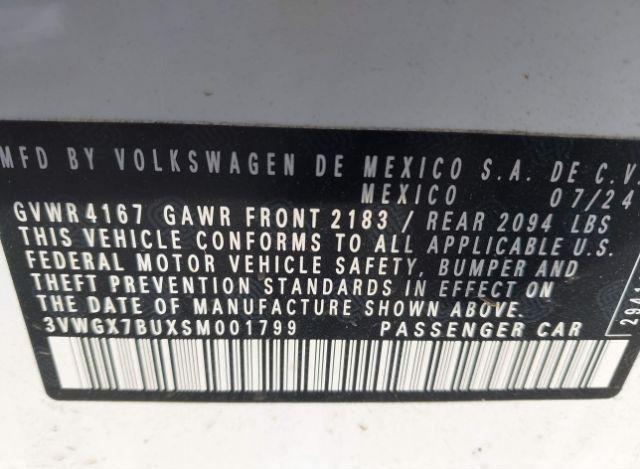 MFD BY VOLKSWAGEN DE MEXICO S.A. DE C.V.
MEXICO 07/24
GVWR 4167 GAWR FRONT 2183 / REAR 2094 LBS
THIS VEHICLE CONFORMS TO ALL APPLICABLE U.S.
FEDERAL MOTOR VEHICLE SAFETY, BUMPER AND
THEFT PREVENTION STANDARDS IN EFFECT ON
THE DATE OF MANUFACTURE SHOWN ABOVE.
3VWGX7BUXSM001799 PASSENGER CAR